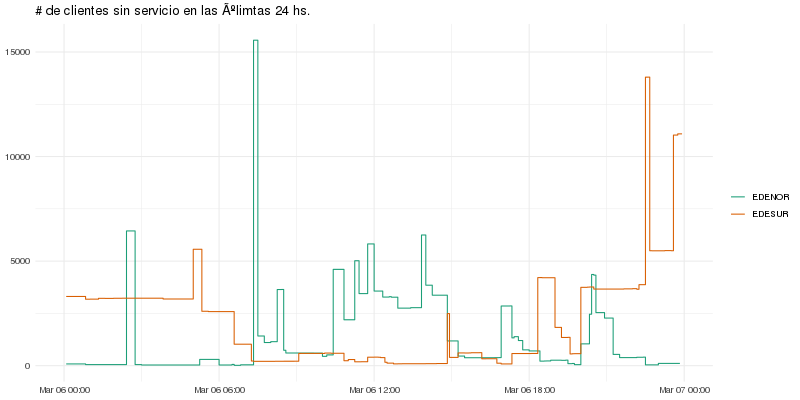 # de clientes sin servicio en las Ãºlimtas 24 hs.
15000
10000
5000
0
Mar 06 00:00
Mar 06 06:00
Mar 06 12:00
Mar 06 18:00
Mar 07 00:00
EDENOR
EDESUR